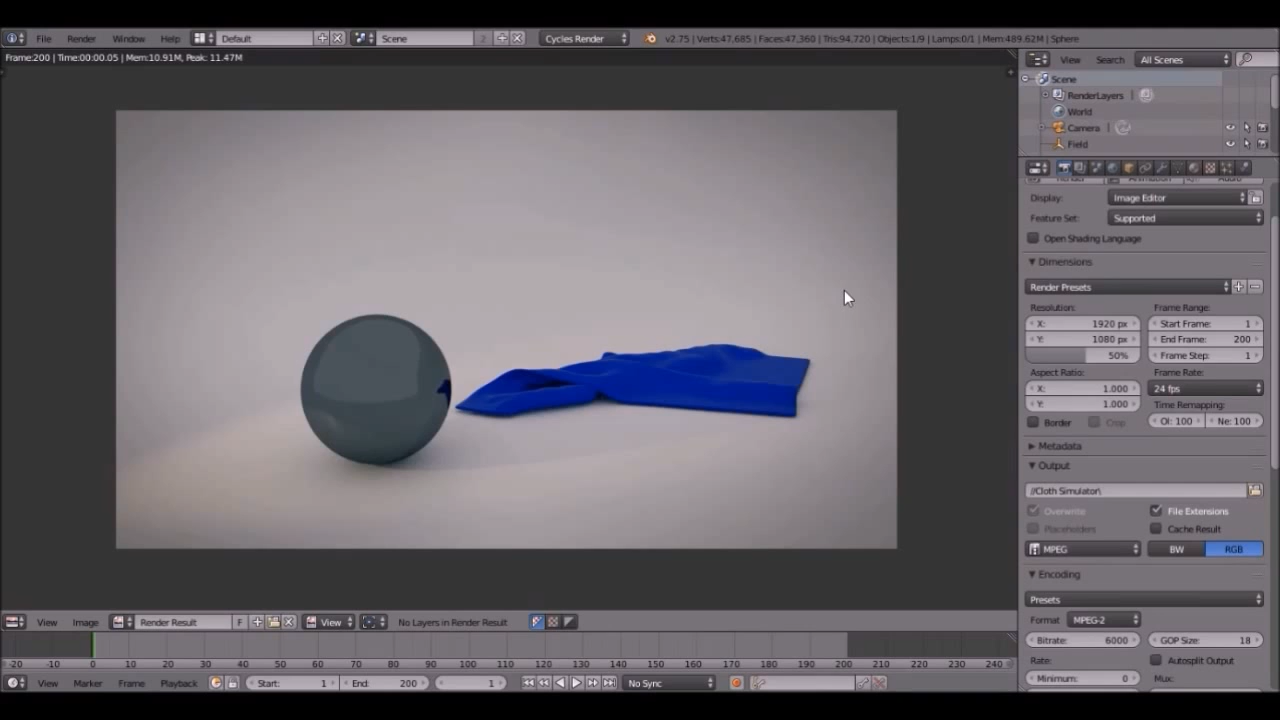 File Render Window Help Default Scene 2 Cycles Render v2.75 | Verts:47,685 | Faces:47,360 | Tris:94,720 | Objects:1/9 | Lamps:0/1 | Mem:489.62M | Sphere
Frame:200 | Time:00:00.05 | Mem:10.91M, Peak: 11.47M
View Search All Scenes
Scene
RenderLayers
World
Camera
Field
Display: Image Editor
Feature Set: Supported
Open Shading Language
Dimensions
Render Presets
Resolution: Frame Range:
X: 1920 px Start Frame: 1
Y: 1080 px End Frame: 200
50% Frame Step: 1
Aspect Ratio: Frame Rate:
X: 1.000 24 fps
Y: 1.000 Time Remapping:
Border Crop Ol: 100 Ne: 100
Metadata
Output
//Cloth Simulator\
Overwrite File Extensions
Placeholders Cache Result
MPEG BW RGB
Encoding
Presets
Format MPEG-2
Bitrate: 6000 GOP Size: 18
Rate: Autosplit Output
Minimum: 0 Mux:
View Image Render Result F View No Layers in Render Result
-20 -10 0 10 20 30 40 50 60 70 80 90 100 110 120 130 140 150 160 170 180 190 200 210 220 230 240
View Marker Frame Playback Start: 1 End: 200 1 No Sync